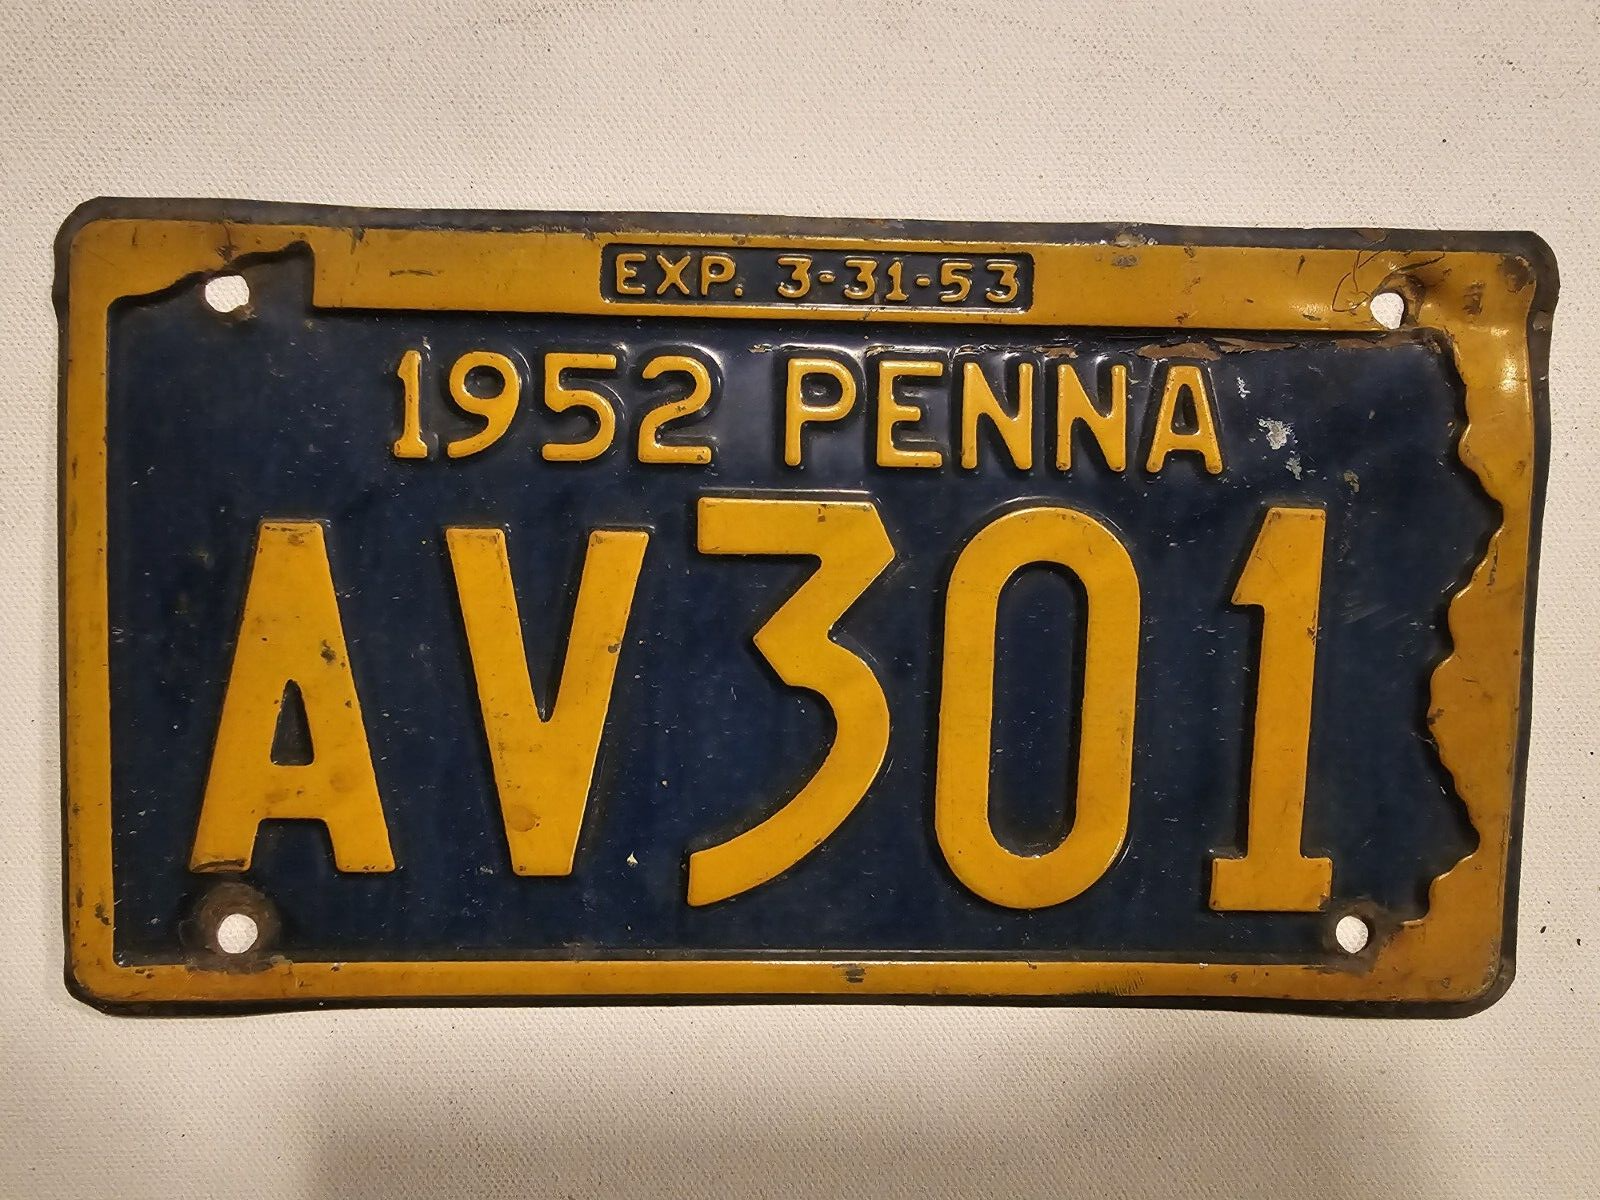 EXP. 3-31-53
1952 PENNA
AV301